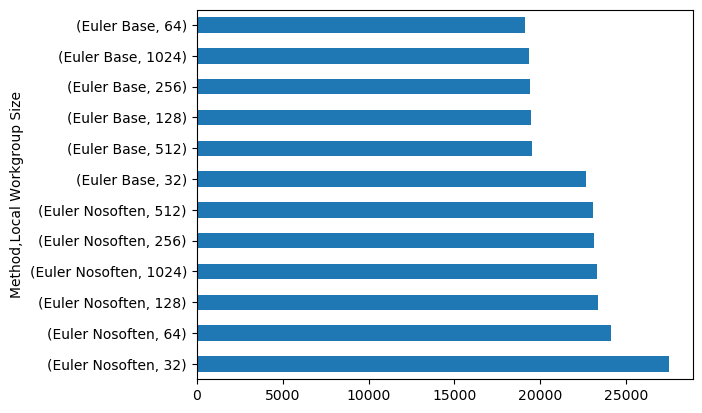 Method,Local Workgroup Size
(Euler Base, 64)
(Euler Base, 1024)
(Euler Base, 256)
(Euler Base, 128)
(Euler Base, 512)
(Euler Base, 32)
(Euler Nosoften, 512)
(Euler Nosoften, 256)
(Euler Nosoften, 1024)
(Euler Nosoften, 128)
(Euler Nosoften, 64)
(Euler Nosoften, 32)
0 5000 10000 15000 20000 25000